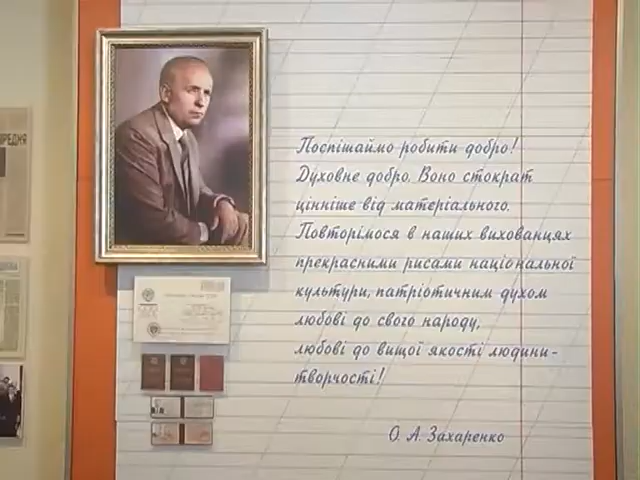 Поспішаймо робити добро!
Духовне добро. Воно стократ
цінніше від матеріального.
Повторімося в наших вихованцях
прекрасними рисами національної
культури, патріотичним духом
любові до свого народу,
любові до вищої якості людини -
творчості!
О. А. Захаренко